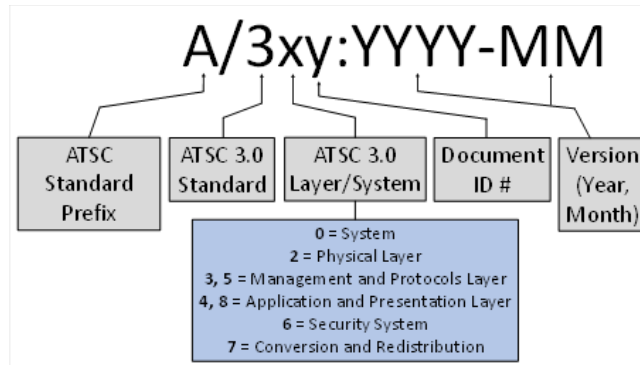 A/3xy:YYYY-MM
ATSC Standard Prefix
ATSC 3.0 Standard
ATSC 3.0 Layer/System
Document ID #
Version (Year, Month)
0 = System
2 = Physical Layer
3, 5 = Management and Protocols Layer
4, 8 = Application and Presentation Layer
6 = Security System
7 = Conversion and Redistribution